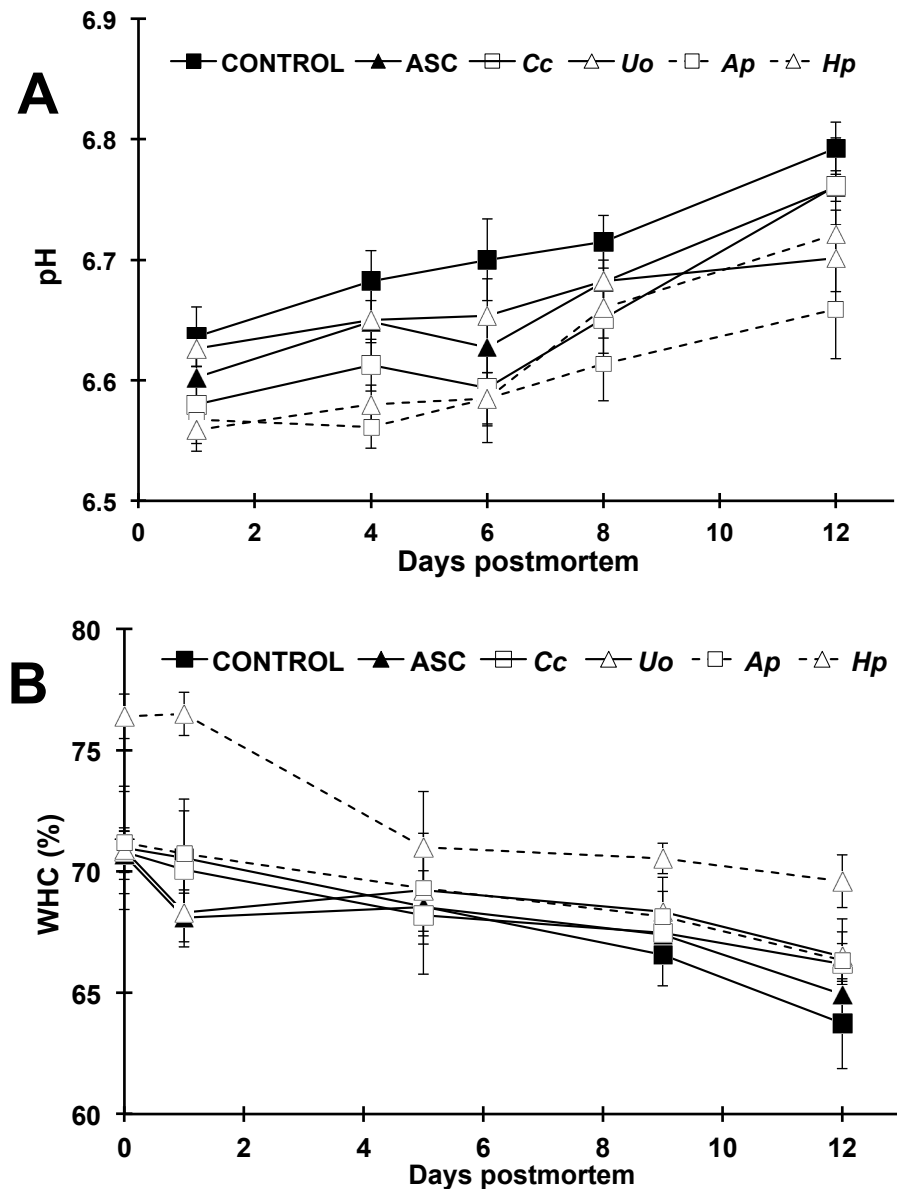 6.9
CONTROL ASC Cc Uo Ap Hp
A
6.8
6.7
pH
6.6
6.5
0 2 4 6 8 10 12
Days postmortem
80
CONTROL ASC Cc Uo Ap Hp
B
75
70
WHC (%)
65
60
0 2 4 6 8 10 12
Days postmortem